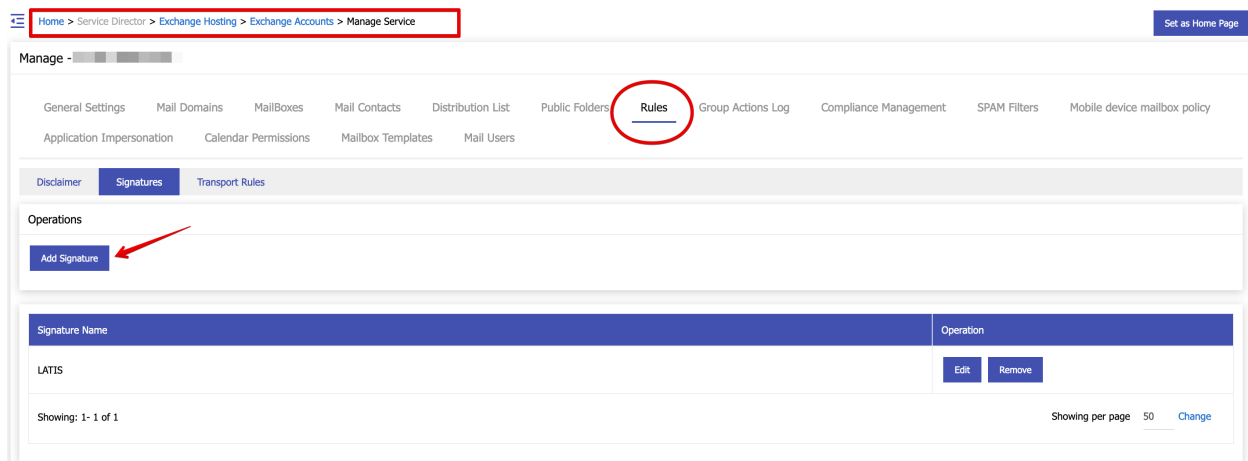 Home > Service Director > Exchange Hosting > Exchange Accounts > Manage Service
Set as Home Page
Manage -
General Settings Mail Domains MailBoxes Mail Contacts Distribution List Public Folders Rules Group Actions Log Compliance Management SPAM Filters Mobile device mailbox policy
Application Impersonation Calendar Permissions Mailbox Templates Mail Users
Disclaimer Signatures Transport Rules
Operations
Add Signature
Signature Name Operation
LATIS Edit Remove
Showing: 1- 1 of 1 Showing per page 50 Change